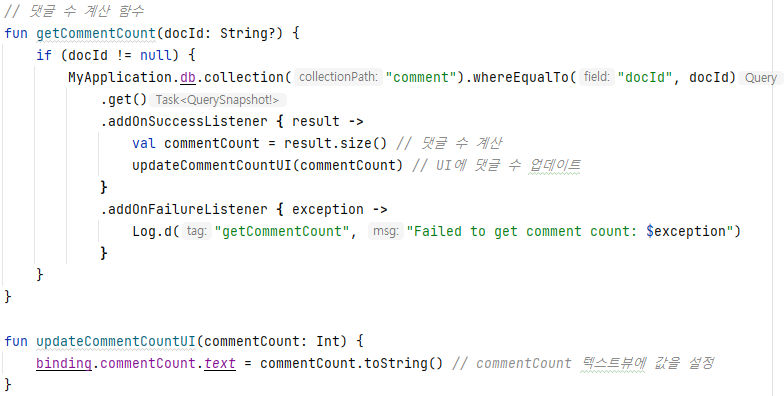 // 댓글 수 계산 함수
fun getCommentCount(docId: String?) {
if (docId != null) {
MyApplication.db.collection( collectionPath: "comment").whereEqualTo( field: "docId", docId) Query
.get() Task<QuerySnapshot!>
.addOnSuccessListener { result ->
val commentCount = result.size() // 댓글 수 계산
updateCommentCountUI(commentCount) // UI에 댓글 수 업데이트
}
.addOnFailureListener { exception ->
Log.d( tag: "getCommentCount", msg: "Failed to get comment count: $exception")
}
}
}
fun updateCommentCountUI(commentCount: Int) {
binding.commentCount.text = commentCount.toString() // commentCount 텍스트뷰에 값을 설정
}